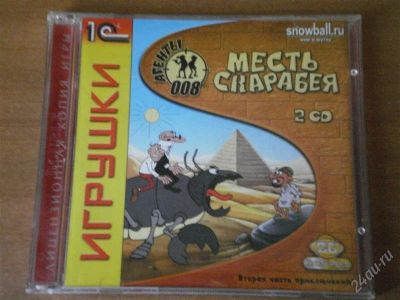 1С
snowball.ru
АГЕНТЫ
008
МЕСТЬ
СКАРАБЕЯ
2 CD
ИГРУШКИ
ЛИЦЕНЗИОННАЯ КОПИЯ ИГРЫ
Вторая часть приключений
24au.ru